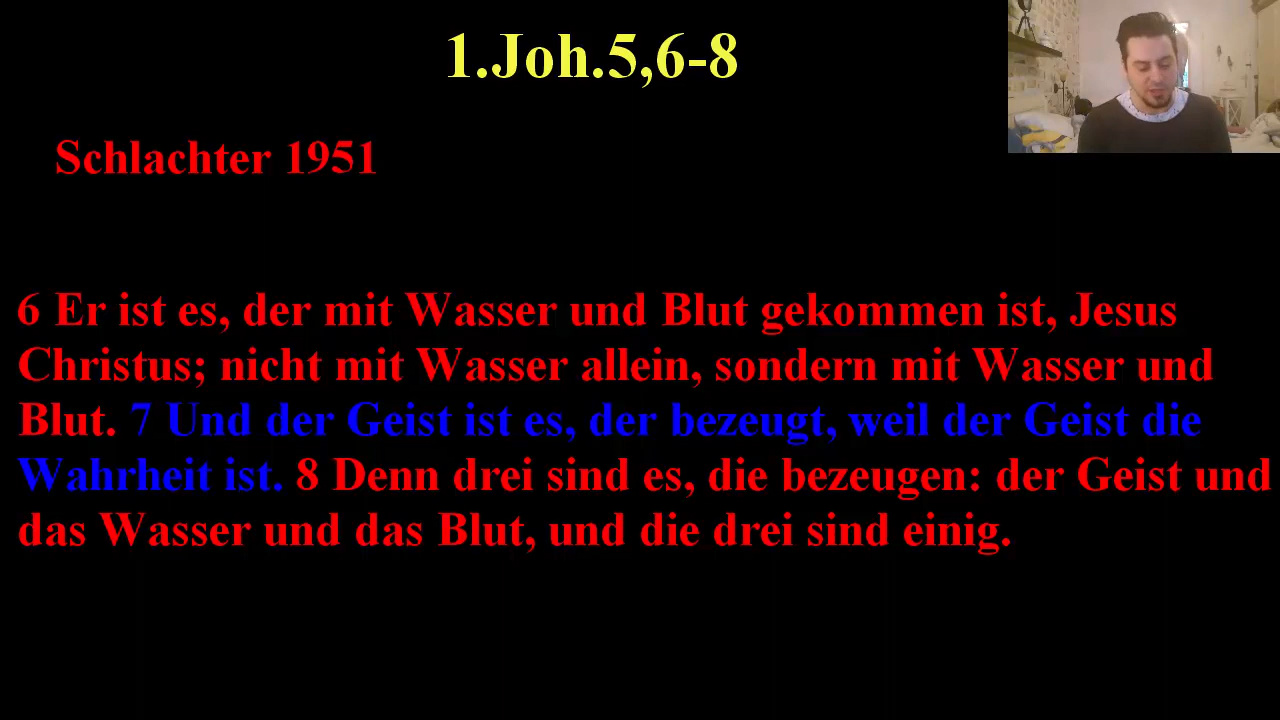 1.Joh.5,6-8
Schlachter 1951
6 Er ist es, der mit Wasser und Blut gekommen ist, Jesus
Christus; nicht mit Wasser allein, sondern mit Wasser und
Blut. 7 Und der Geist ist es, der bezeugt, weil der Geist die
Wahrheit ist. 8 Denn drei sind es, die bezeugen: der Geist und
das Wasser und das Blut, und die drei sind einig.